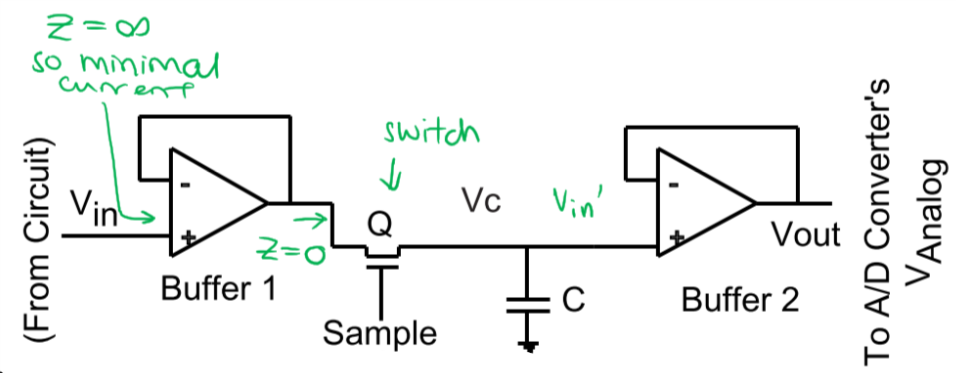 Z=∞
so minimal
current
(From Circuit)
Vin
-
+
Buffer 1
Z=0
switch
Q
Sample
Vc
Vin'
C
-
+
Buffer 2
Vout
To A/D Converter's
VAnalog